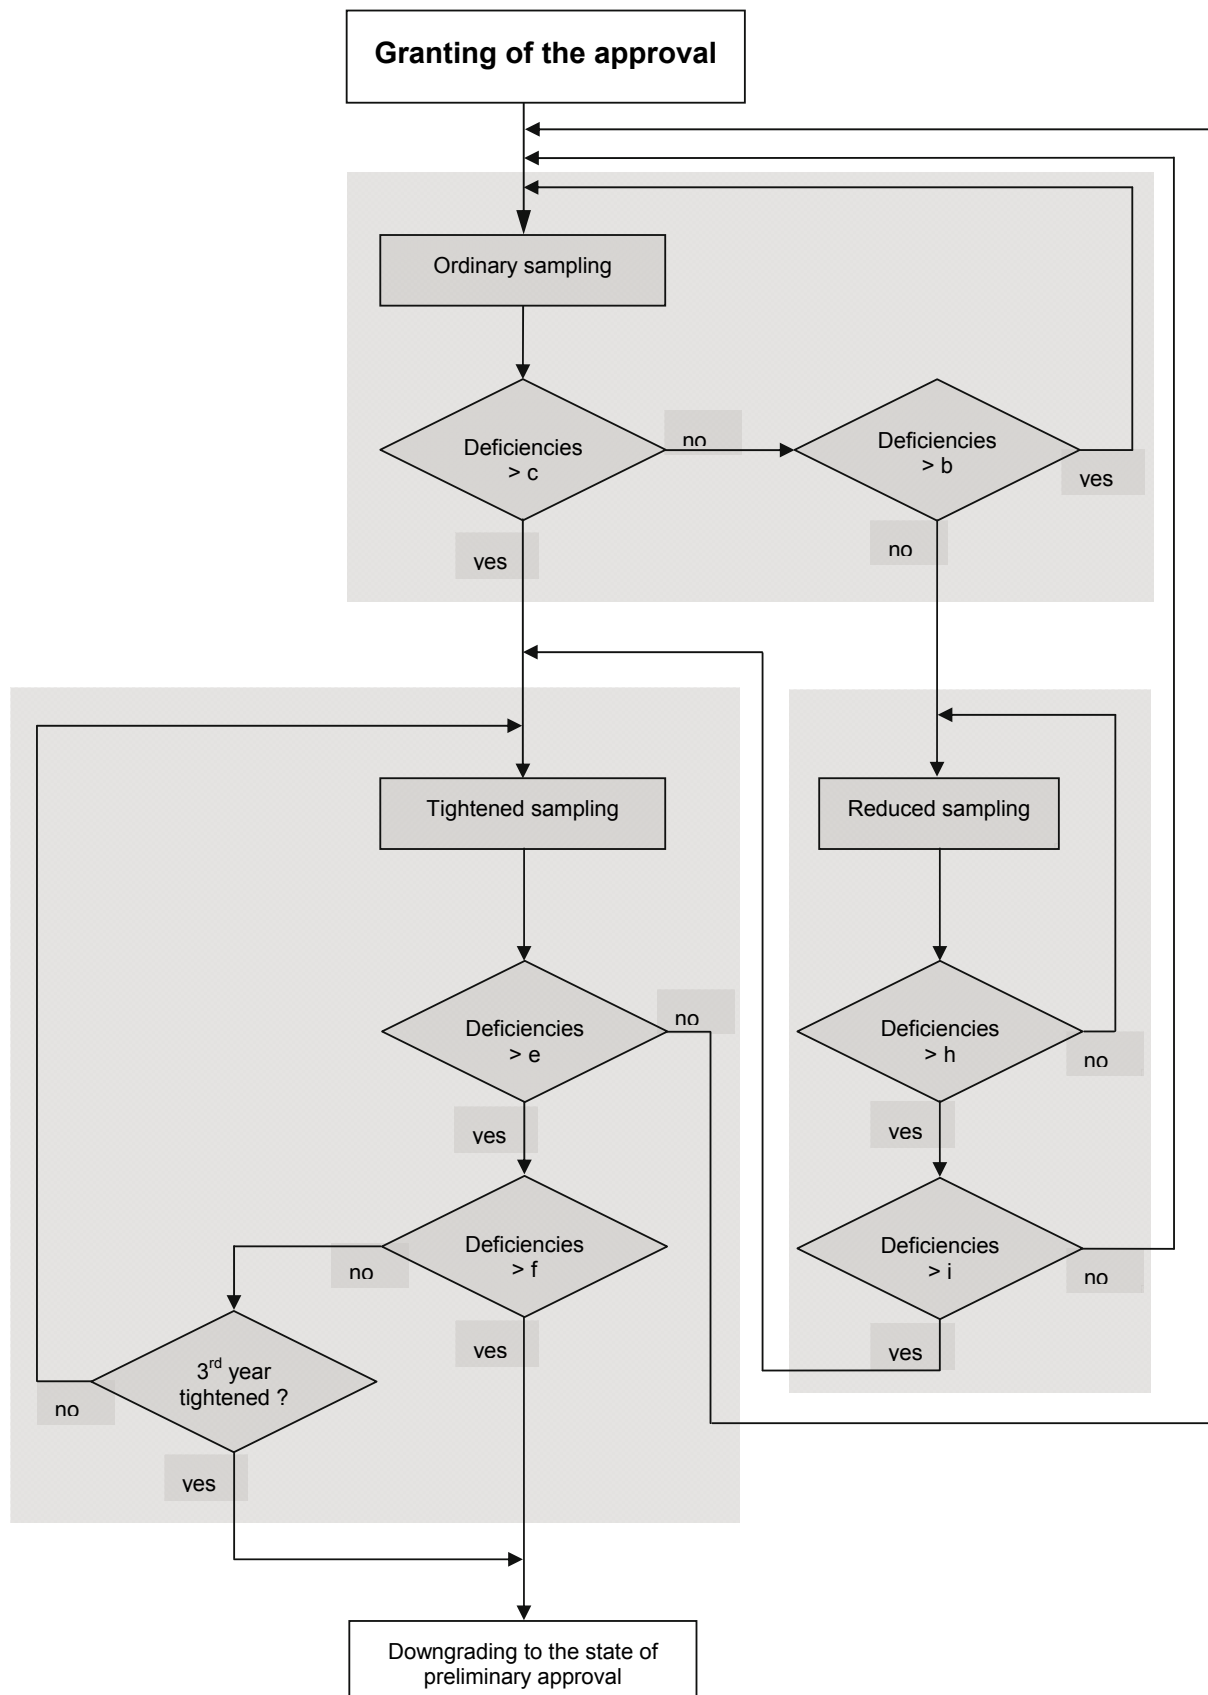 Granting of the approval
Ordinary sampling
Deficiencies
> c
no
Deficiencies
> b
yes
yes
no
Tightened sampling
Reduced sampling
Deficiencies
> e
no
Deficiencies
> h
no
yes
yes
Deficiencies
> f
no
yes
Deficiencies
> i
no
yes
3rd year
tightened ?
no
yes
Downgrading to the state of
preliminary approval